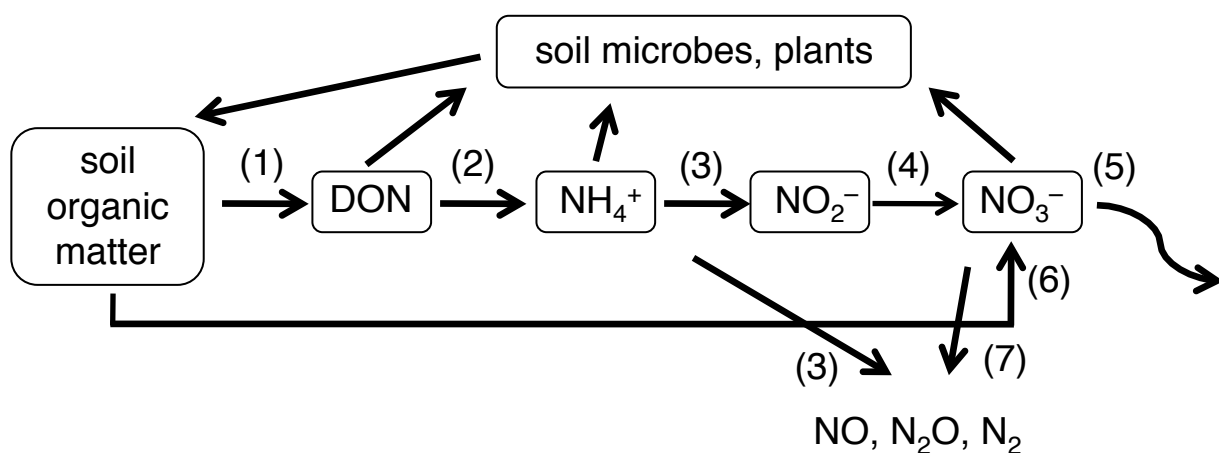 soil microbes, plants
soil
organic
matter
(1)
DON
(2)
NH₄⁺
(3)
NO₂⁻
(4)
NO₃⁻
(5)
(6)
(3)
(7)
NO, N₂O, N₂